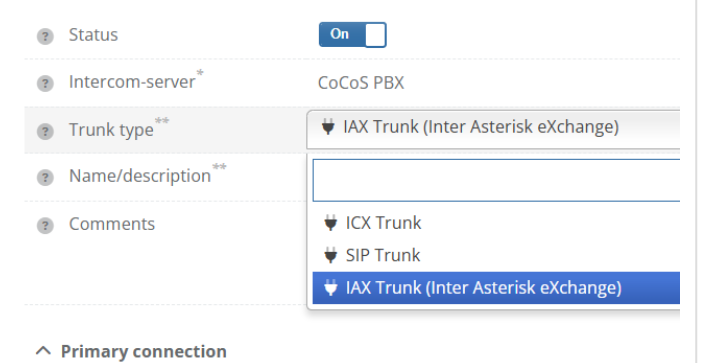 Status
On
Intercom-server*
CoCoS PBX
Trunk type**
IAX Trunk (Inter Asterisk eXchange)
Name/description**
Comments
ICX Trunk
SIP Trunk
IAX Trunk (Inter Asterisk eXchange)
Primary connection